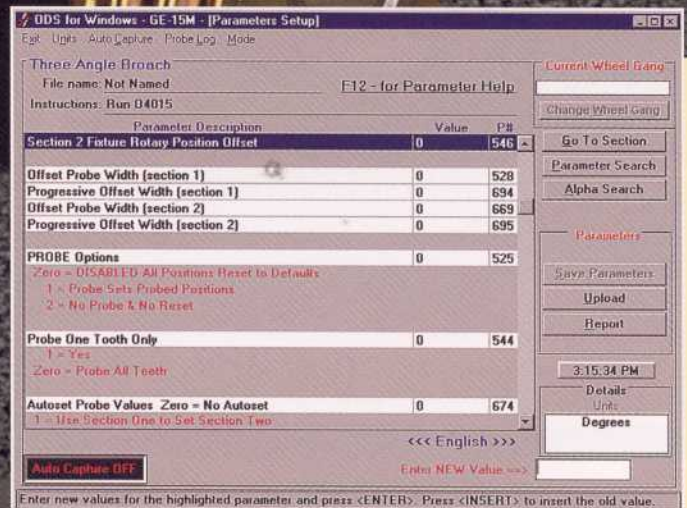 ODS for Windows - GE-15M - [Parameters Setup]
Exit Units Auto Capture Probe Log Mode
Three Angle Broach
File name: Not Named
F12 - for Parameter Help
Instructions: Run O4015
Parameter Description Value P#
Section 2 Fixture Rotary Position Offset 0 546
Offset Probe Width (section 1) 0 528
Progressive Offset Width (section 1) 0 694
Offset Probe Width (section 2) 0 669
Progressive Offset Width (section 2) 0 695
PROBE Options 0 525
Zero = DISABLED All Positions Reset to Defaults
1 = Probe Sets Probed Positions
2 = No Probe & No Reset
Probe One Tooth Only 0 544
1 = Yes
Zero = Probe All Teeth
Autoset Probe Values Zero = No Autoset 0 674
1 = Use Section One to Set Section Two
<<< English >>>
Auto Capture OFF
Enter NEW Value ==>
Current Wheel Gang
Change Wheel Gang
Go To Section
Parameter Search
Alpha Search
Parameters
Save Parameters
Upload
Report
3:15:34 PM
Details
Units
Degrees
Enter new values for the highlighted parameter and press <ENTER>. Press <INSERT> to insert the old value.